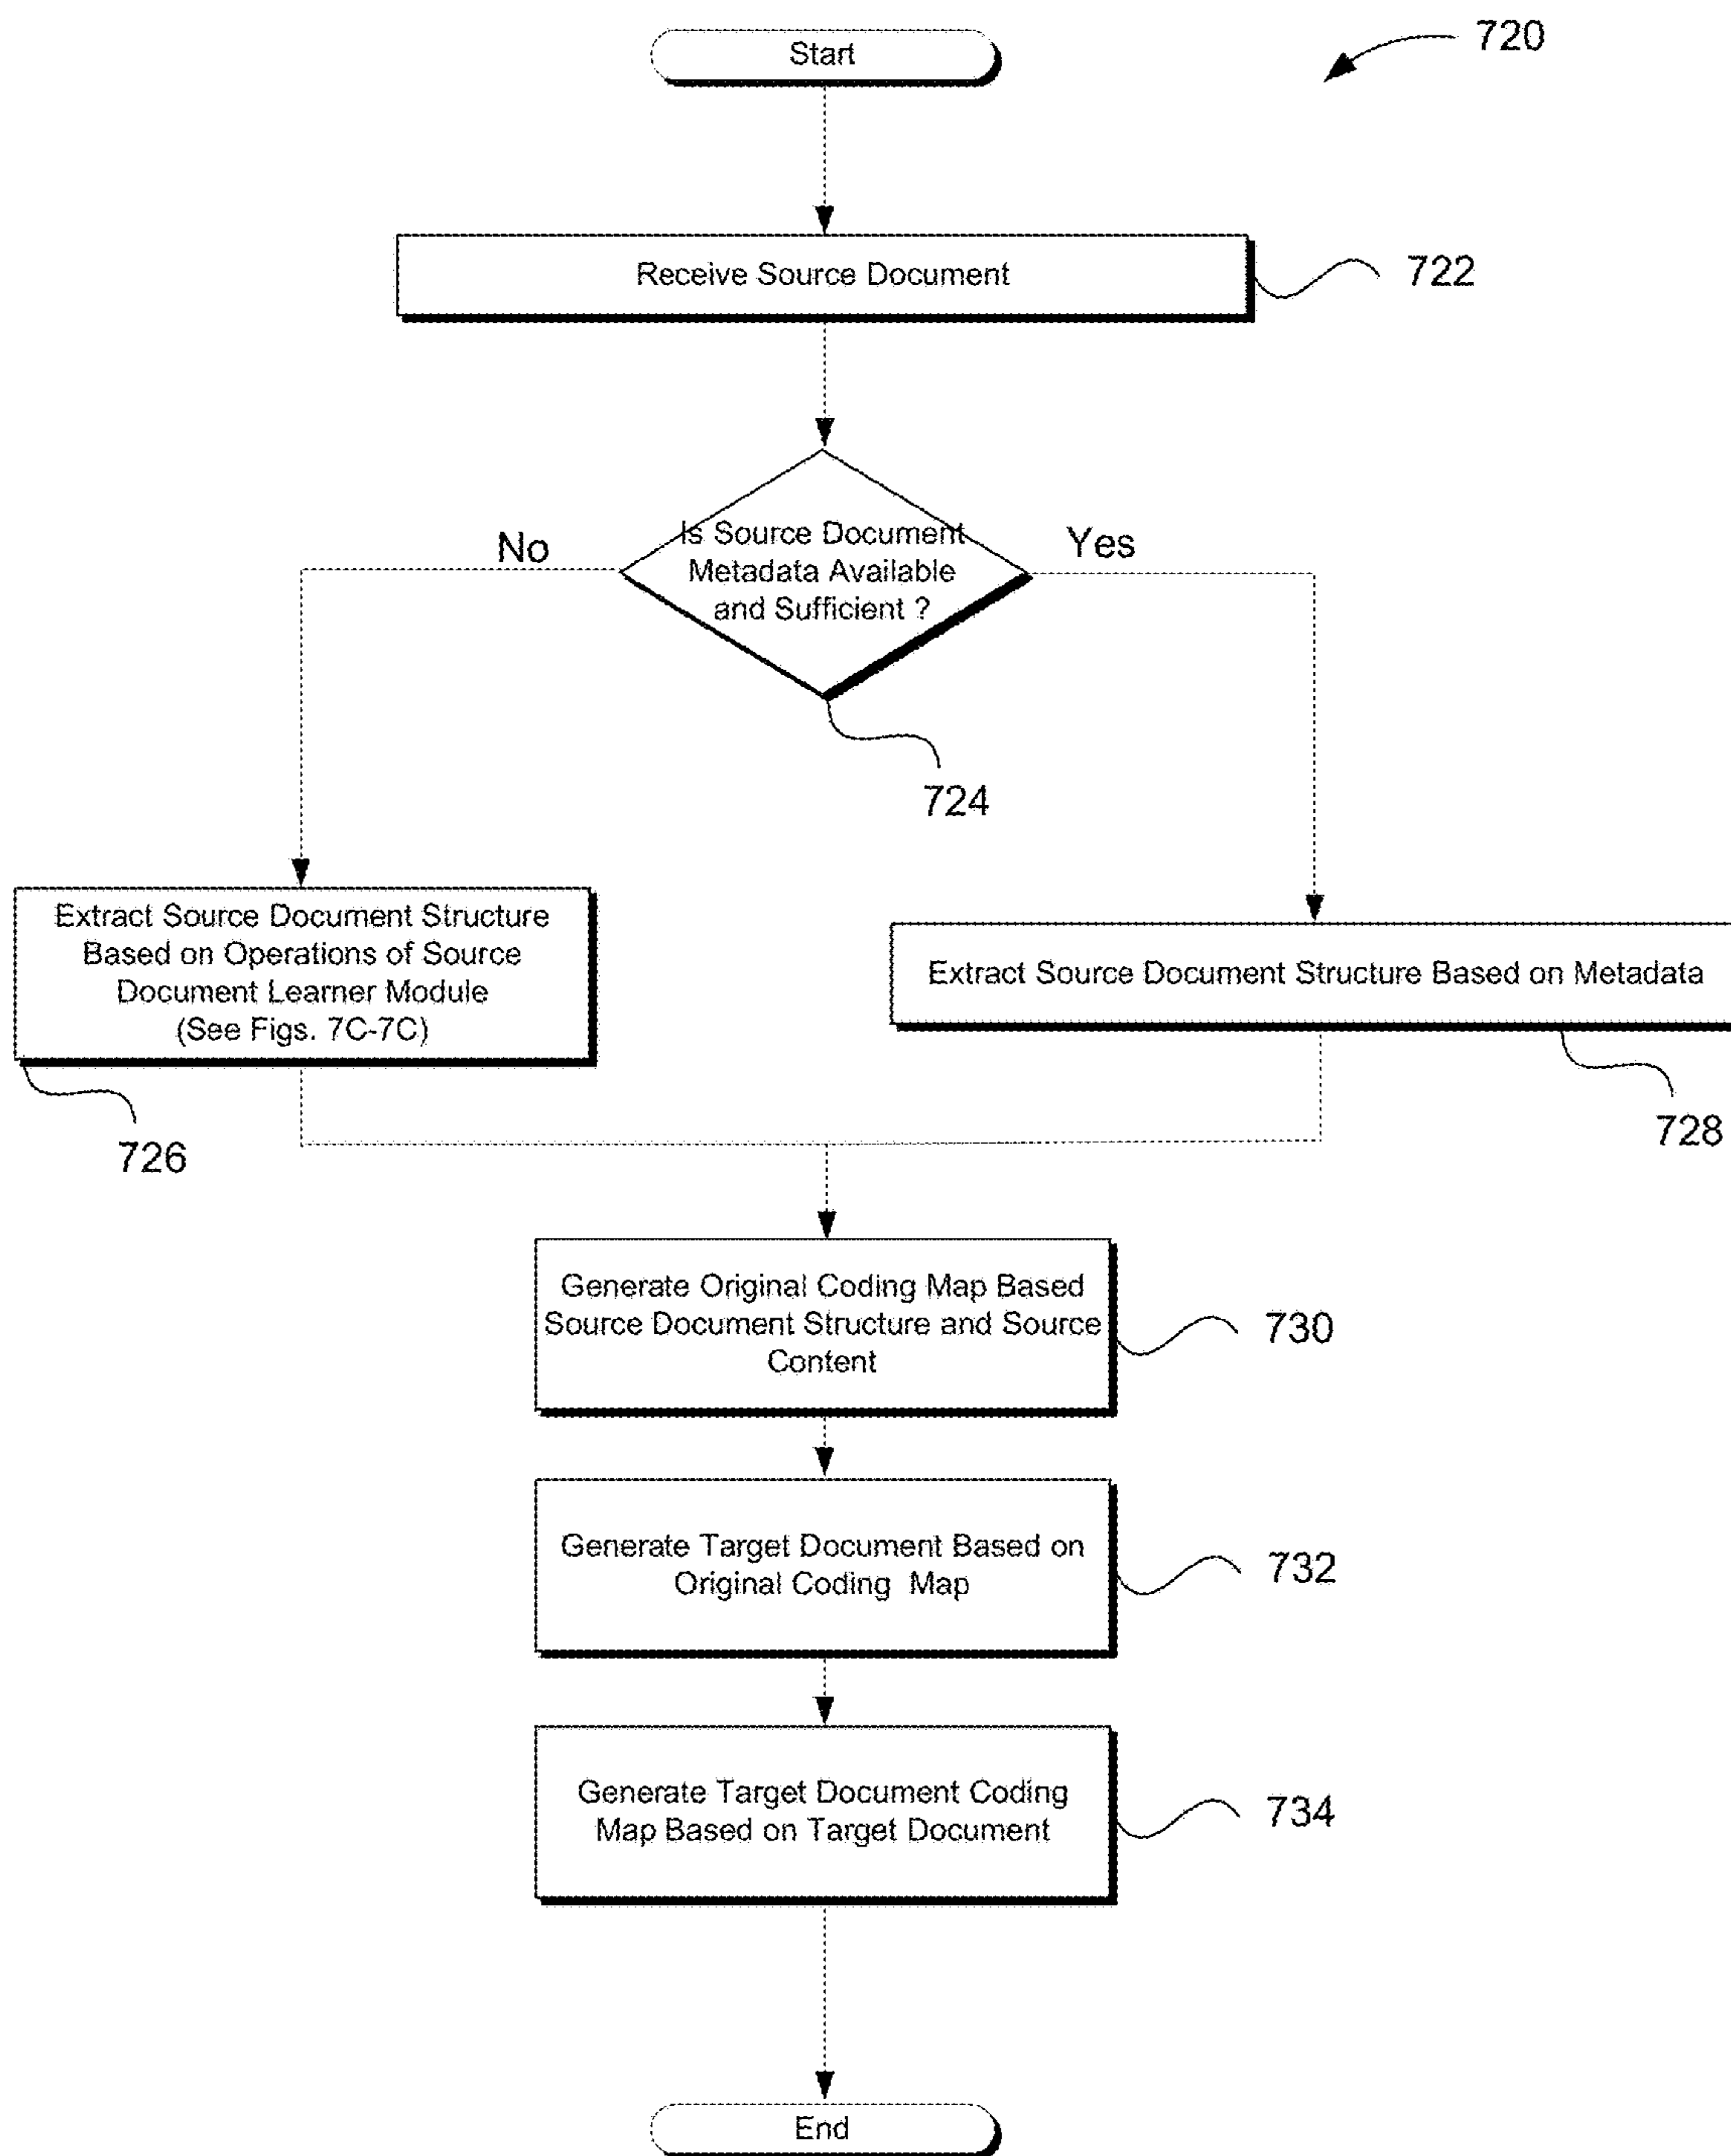 Start
720
Receive Source Document
722
Is Source Document
Metadata Available
and Sufficient ?
No
Yes
724
Extract Source Document Structure
Based on Operations of Source
Document Learner Module
(See Figs. 7C-7C)
726
Extract Source Document Structure Based on Metadata
728
Generate Original Coding Map Based
Source Document Structure and Source
Content
730
Generate Target Document Based on
Original Coding Map
732
Generate Target Document Coding
Map Based on Target Document
734
End